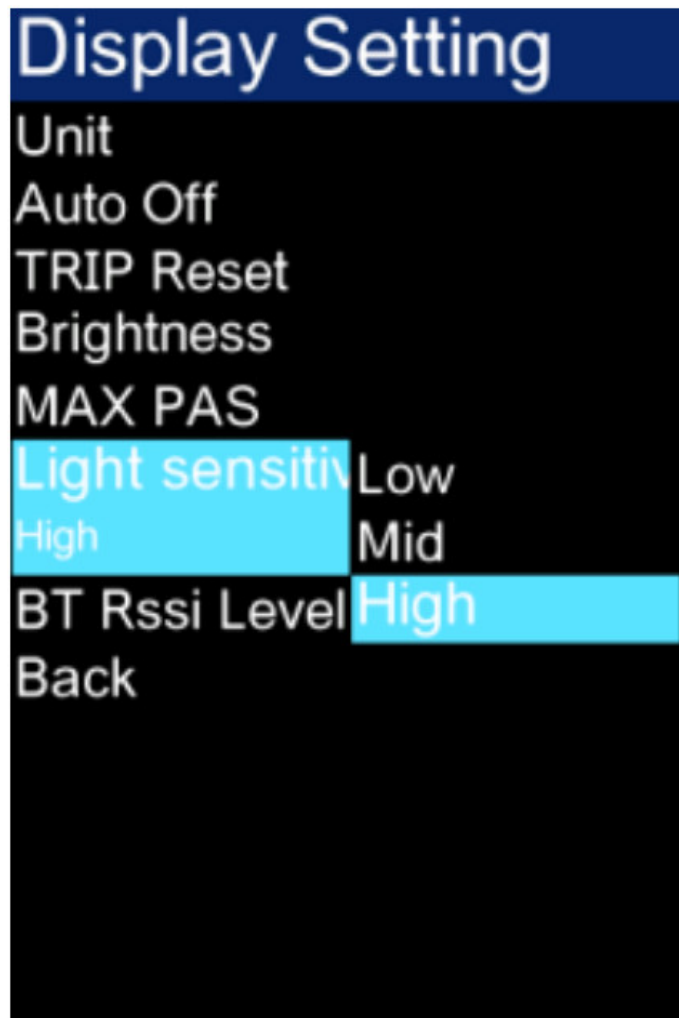 Display Setting
Unit
Auto Off
TRIP Reset
Brightness
MAX PAS
Light sensitiv
High
Low
Mid
High
BT Rssi Level
Back